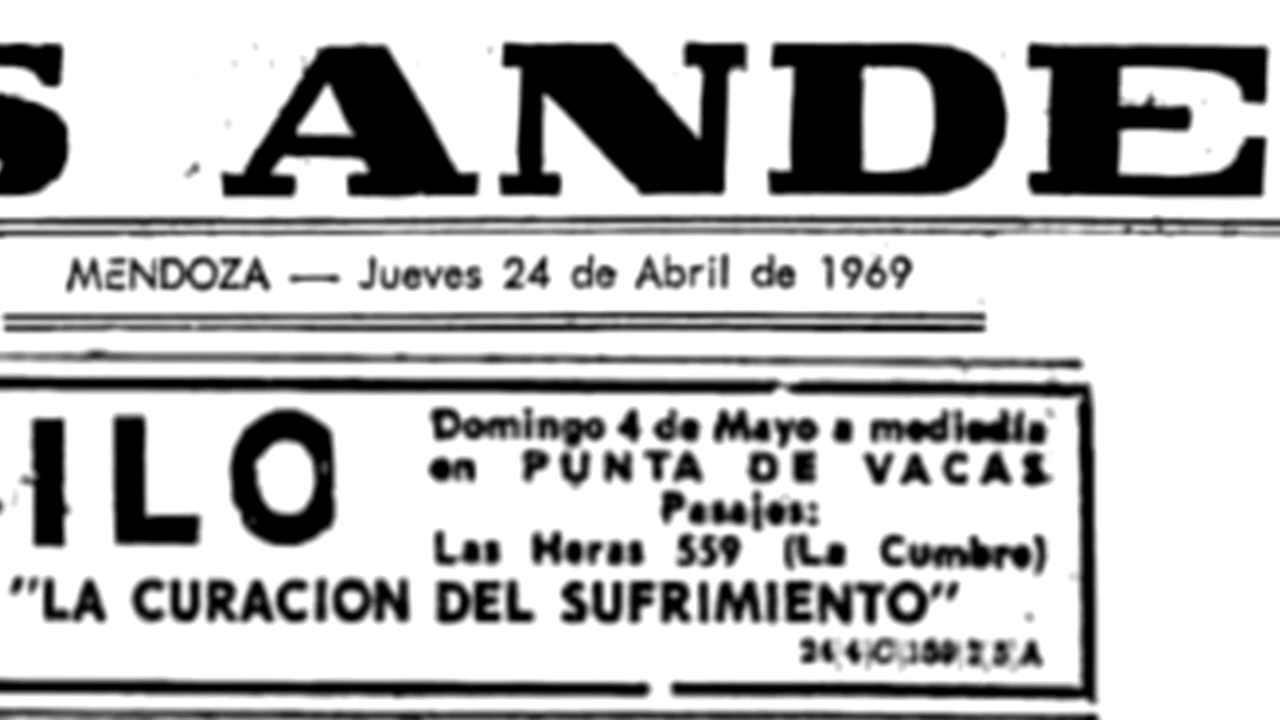 S ANDE
MENDOZA — Jueves 24 de Abril de 1969
ILO
Domingo 4 de Mayo a mediodía
en PUNTA DE VACAS
Pasajes:
Las Heras 559 (La Cumbre)
"LA CURACION DEL SUFRIMIENTO"